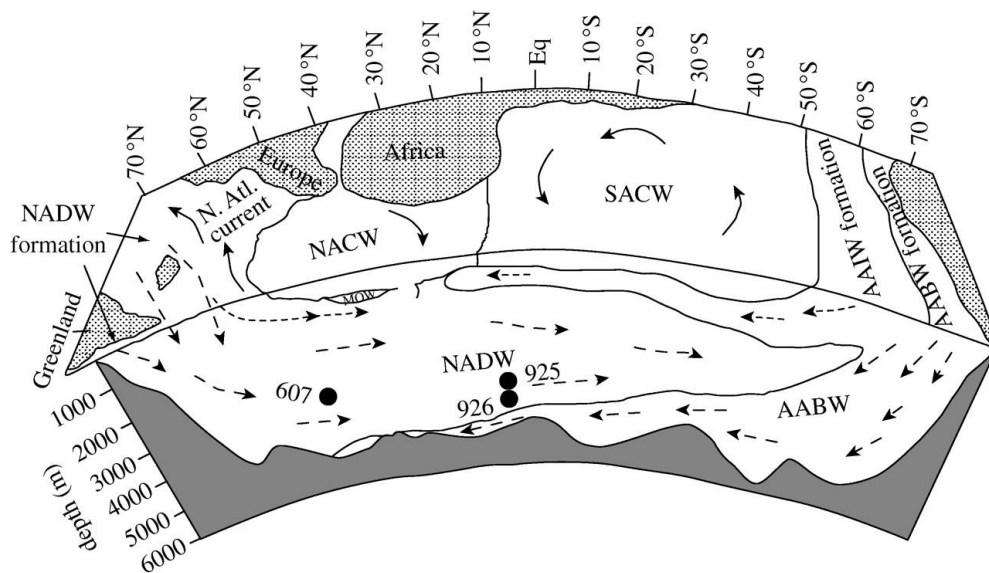 70 °N
60 °N
50 °N
40 °N
30 °N
20 °N
10 °N
Eq
10 °S
20 °S
30 °S
40 °S
50 °S
60 °S
70 °S
Europe
Africa
N. Atl.
current
NADW
formation
NACW
SACW
AAIW formation
AABW formation
MOW
Greenland
NADW
607
925
926
AABW
1000
2000
3000
4000
5000
6000
depth (m)